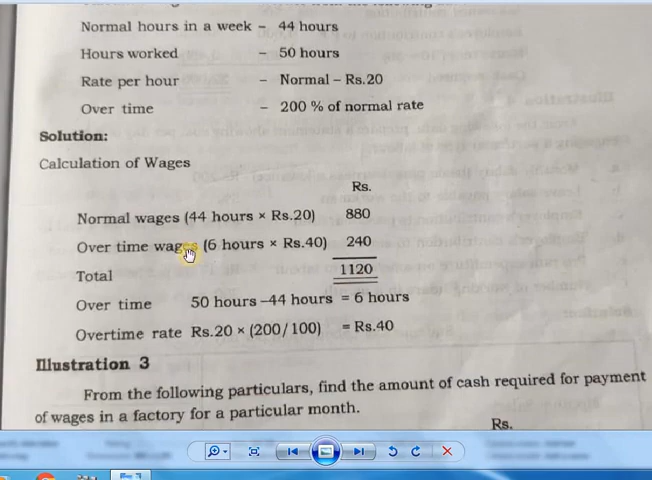 Normal hours in a week – 44 hours
Hours worked – 50 hours
Rate per hour – Normal – Rs.20
Over time – 200 % of normal rate
Solution:
Calculation of Wages
Rs.
Normal wages (44 hours × Rs.20) 880
Over time wages (6 hours × Rs.40) 240
Total 1120
Over time 50 hours –44 hours = 6 hours
Overtime rate Rs.20 × (200/100) = Rs.40
Illustration 3
From the following particulars, find the amount of cash required for payment
of wages in a factory for a particular month.
Rs.